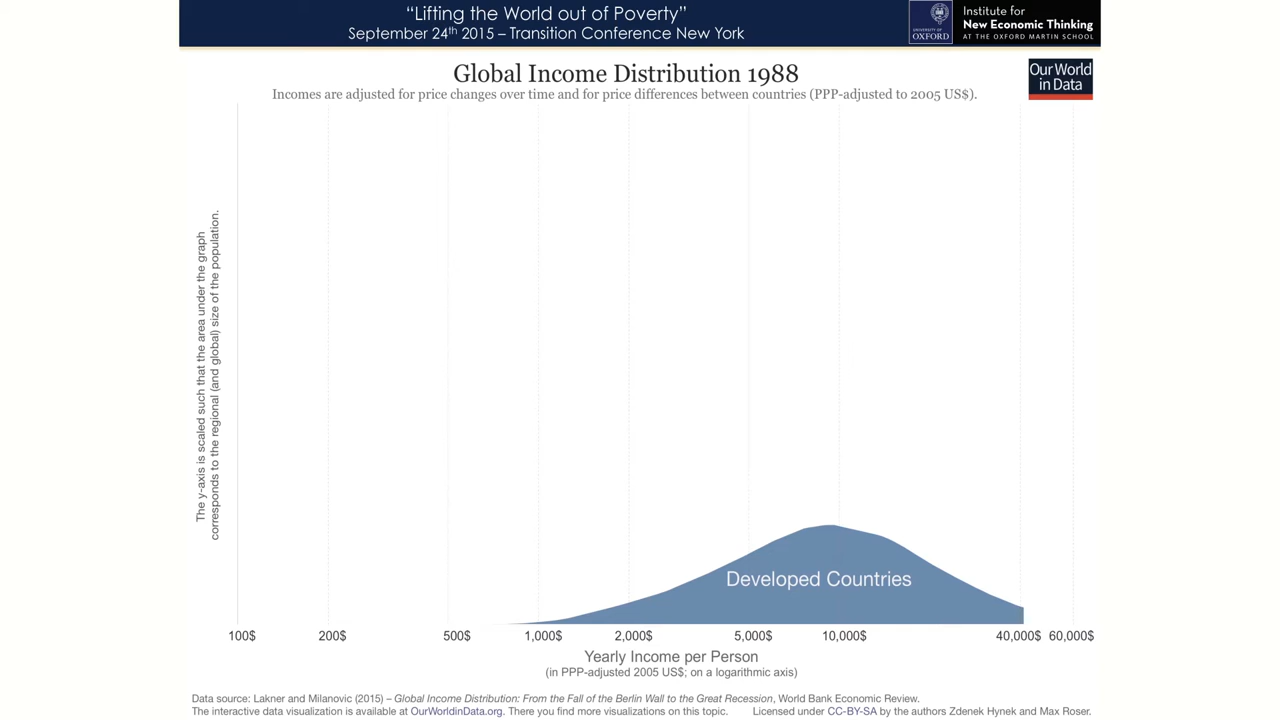 “Lifting the World out of Poverty”
September 24th 2015 – Transition Conference New York
UNIVERSITY OF
OXFORD
Institute for
New Economic Thinking
AT THE OXFORD MARTIN SCHOOL
Global Income Distribution 1988
Incomes are adjusted for price changes over time and for price differences between countries (PPP-adjusted to 2005 US$).
Our World
in Data
The y-axis is scaled such that the area under the graph
corresponds to the regional (and global) size of the population.
Developed Countries
100$ 200$ 500$ 1,000$ 2,000$ 5,000$ 10,000$ 40,000$ 60,000$
Yearly Income per Person
(in PPP-adjusted 2005 US$; on a logarithmic axis)
Data source: Lakner and Milanovic (2015) – Global Income Distribution: From the Fall of the Berlin Wall to the Great Recession, World Bank Economic Review.
The interactive data visualization is available at OurWorldinData.org. There you find more visualizations on this topic. Licensed under CC-BY-SA by the authors Zdenek Hynek and Max Roser.